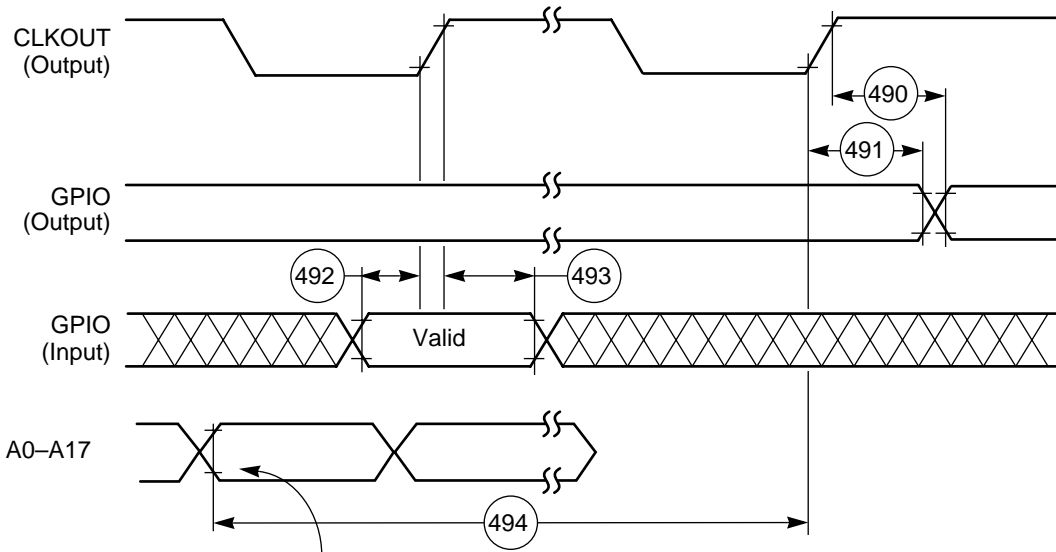 CLKOUT
(Output)
490
491
GPIO
(Output)
492
493
GPIO
(Input)
Valid
A0–A17
494